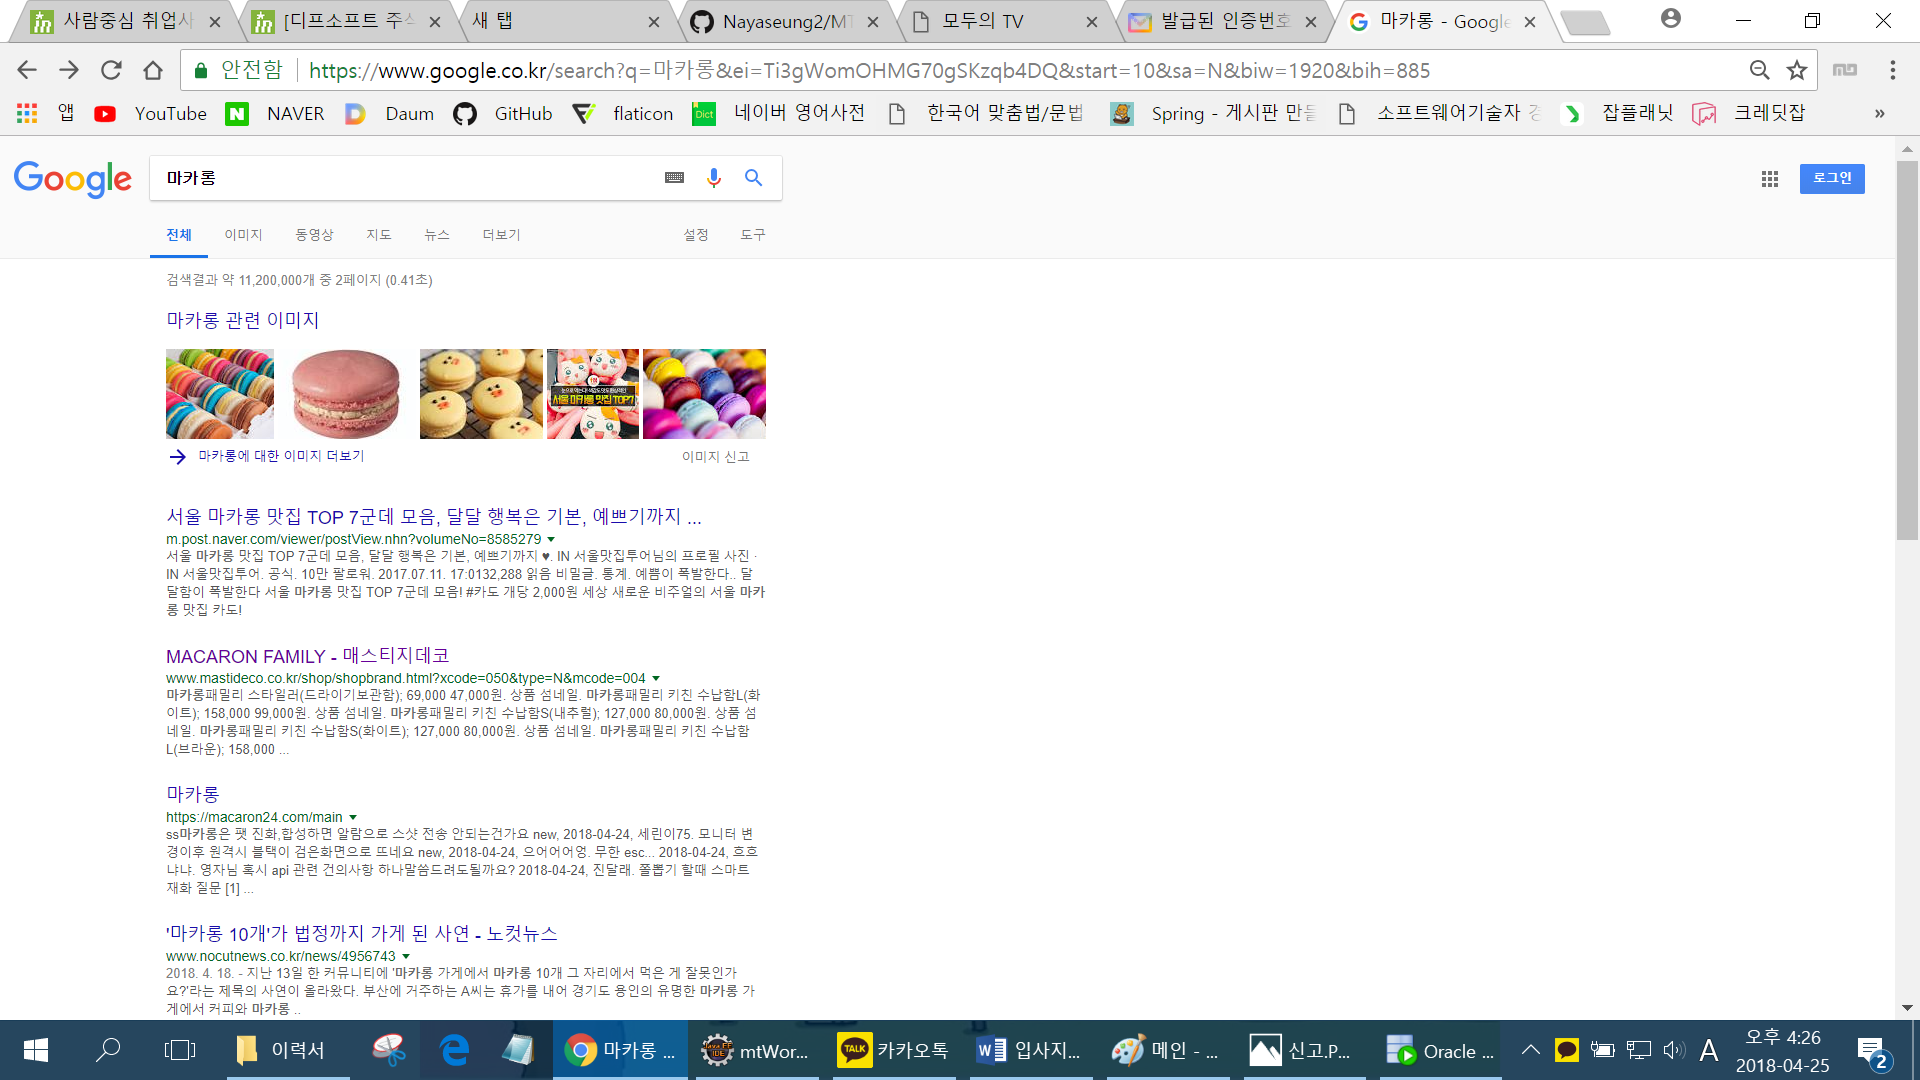 사람중심 취업사
[디프소프트 주식
새 탭
Nayaseung2/MT
모두의 TV
발급된 인증번호
마카롱 - Google
안전함
https://www.google.co.kr/search?q=마카롱&ei=Ti3gWomOHMG70gSKzqb4DQ&start=10&sa=N&biw=1920&bih=885
앱
YouTube
NAVER
Daum
GitHub
flaticon
네이버 영어사전
한국어 맞춤법/문법
Spring - 게시판 만들
소프트웨어기술자 경
잡플래닛
크레딧잡
»
Google
마카롱
로그인
전체
이미지
동영상
지도
뉴스
더보기
설정
도구
검색결과 약 11,200,000개 중 2페이지 (0.41초)
마카롱 관련 이미지
서울 마카롱 맛집 TOP7
마카롱에 대한 이미지 더보기
이미지 신고
서울 마카롱 맛집 TOP 7군데 모음, 달달 행복은 기본, 예쁘기까지 ...
m.post.naver.com/viewer/postView.nhn?volumeNo=8585279
서울 마카롱 맛집 TOP 7군데 모음, 달달 행복은 기본, 예쁘기까지 ♥. IN 서울맛집투어님의 프로필 사진 ·
IN 서울맛집투어. 공식. 10만 팔로워. 2017.07.11. 17:0132,288 읽음 비밀글. 통계. 예쁨이 폭발한다.. 달
달함이 폭발한다 서울 마카롱 맛집 TOP 7군데 모음! #카도 개당 2,000원 세상 새로운 비주얼의 서울 마카
롱 맛집 카도!
MACARON FAMILY - 매스티지데코
www.mastideco.co.kr/shop/shopbrand.html?xcode=050&type=N&mcode=004
마카롱패밀리 스타일러(드라이기보관함); 69,000 47,000원. 상품 섬네일. 마카롱패밀리 키친 수납함L(화
이트); 158,000 99,000원. 상품 섬네일. 마카롱패밀리 키친 수납함S(내추럴); 127,000 80,000원. 상품 섬
네일. 마카롱패밀리 키친 수납함S(화이트); 127,000 80,000원. 상품 섬네일. 마카롱패밀리 키친 수납함
L(브라운); 158,000 ...
마카롱
https://macaron24.com/main
ss마카롱은 팻 진화,합성하면 알람으로 스샷 전송 안되는건가요 new, 2018-04-24, 세린이75. 모니터 변
경이후 원격시 블택이 검은화면으로 뜨네요 new, 2018-04-24, 으어어어엉. 무한 esc... 2018-04-24, 흐흐
냐냐. 영자님 혹시 api 관련 건의사항 하나말씀드려도될까요? 2018-04-24, 진달래. 쫄뽑기 할때 스마트
재화 질문 [1] ...
'마카롱 10개'가 법정까지 가게 된 사연 - 노컷뉴스
www.nocutnews.co.kr/news/4956743
2018. 4. 18. - 지난 13일 한 커뮤니티에 '마카롱 가게에서 마카롱 10개 그 자리에서 먹은 게 잘못인가
요?'라는 제목의 사연이 올라왔다. 부산에 거주하는 A씨는 휴가를 내어 경기도 용인의 유명한 마카롱 가
게에서 커피와 마카롱 ..
이력서
마카롱 ...
mtWor...
카카오톡
입사지...
메인 - ...
신고.P...
Oracle ...
A
오후 4:26
2018-04-25
2